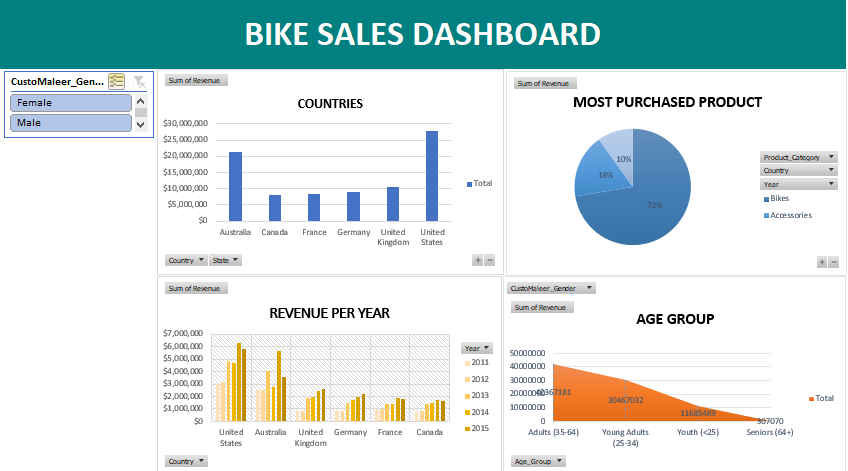 BIKE SALES DASHBOARD
CustoMaleer_Gen...
Female
Male
Sum of Revenue
COUNTRIES
$30,000,000
$25,000,000
$20,000,000
$15,000,000
$10,000,000
$5,000,000
$0
Australia
Canada
France
Germany
United
Kingdom
United
States
Total
Country
State
Sum of Revenue
MOST PURCHASED PRODUCT
10%
18%
72%
Product_Category
Country
Year
Bikes
Accessories
Sum of Revenue
REVENUE PER YEAR
$7,000,000
$6,000,000
$5,000,000
$4,000,000
$3,000,000
$2,000,000
$1,000,000
$0
United
States
Australia
United
Kingdom
Germany
France
Canada
Year
2011
2012
2013
2014
2015
Country
CustoMaleer_Gender
Sum of Revenue
AGE GROUP
50000000
40000000
30000000
20000000
10000000
0
30467032
11685489
307070
Adults (35-64)
Young Adults
(25-34)
Youth (<25)
Seniors (64+)
Total
Age_Group